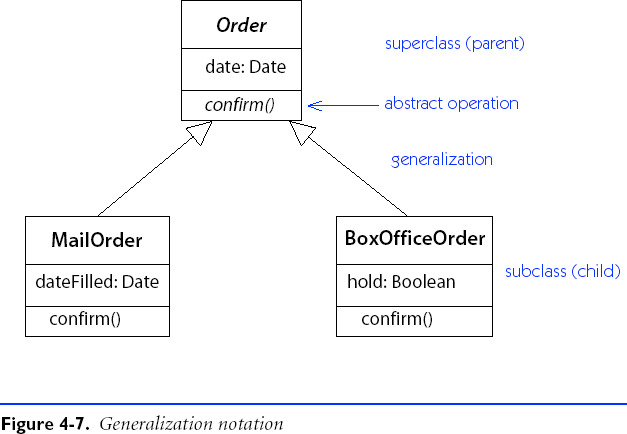 Order
superclass (parent)
date: Date
confirm()
abstract operation
generalization
MailOrder
BoxOfficeOrder
dateFilled: Date
hold: Boolean
subclass (child)
confirm()
confirm()
Figure 4-7. Generalization notation